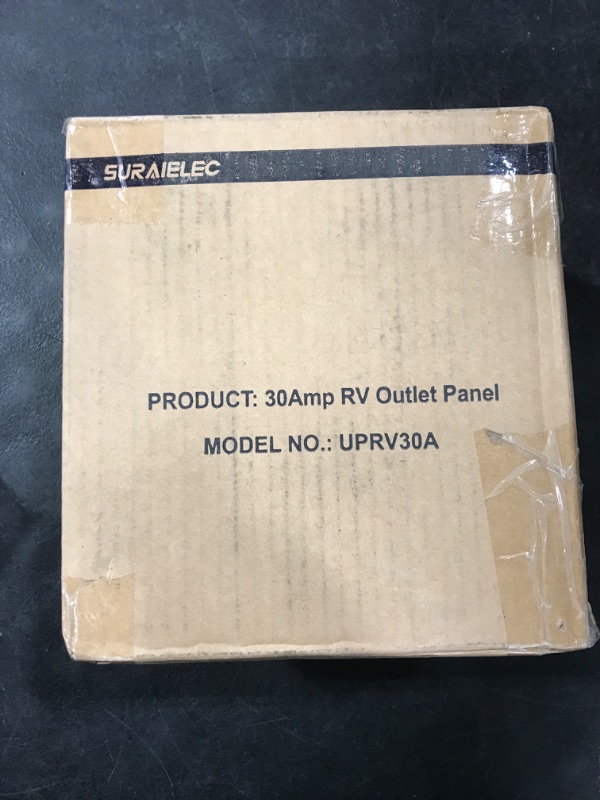 SURAIELEC
PRODUCT: 30Amp RV Outlet Panel
MODEL NO.: UPRV30A